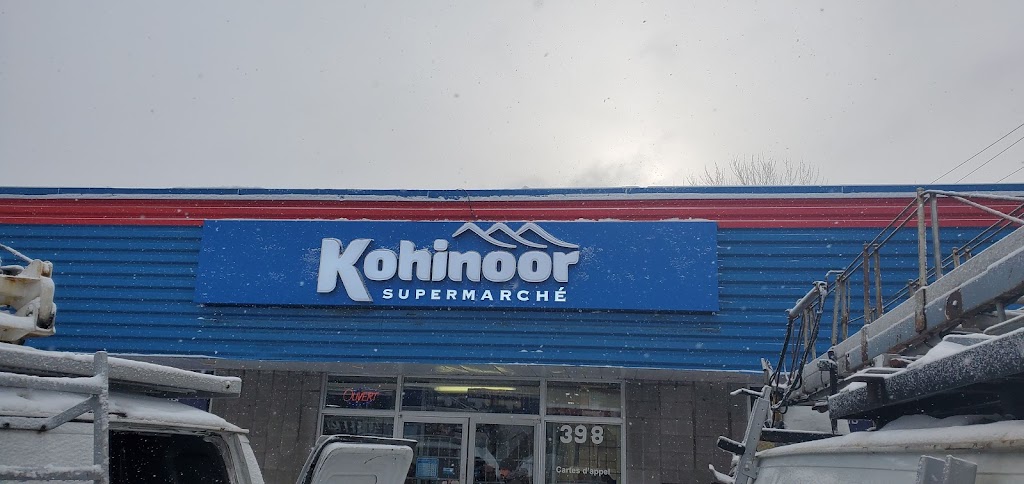 Kohinoor
SUPERMARCHÉ
OUVERT
398
Cartes d'appel